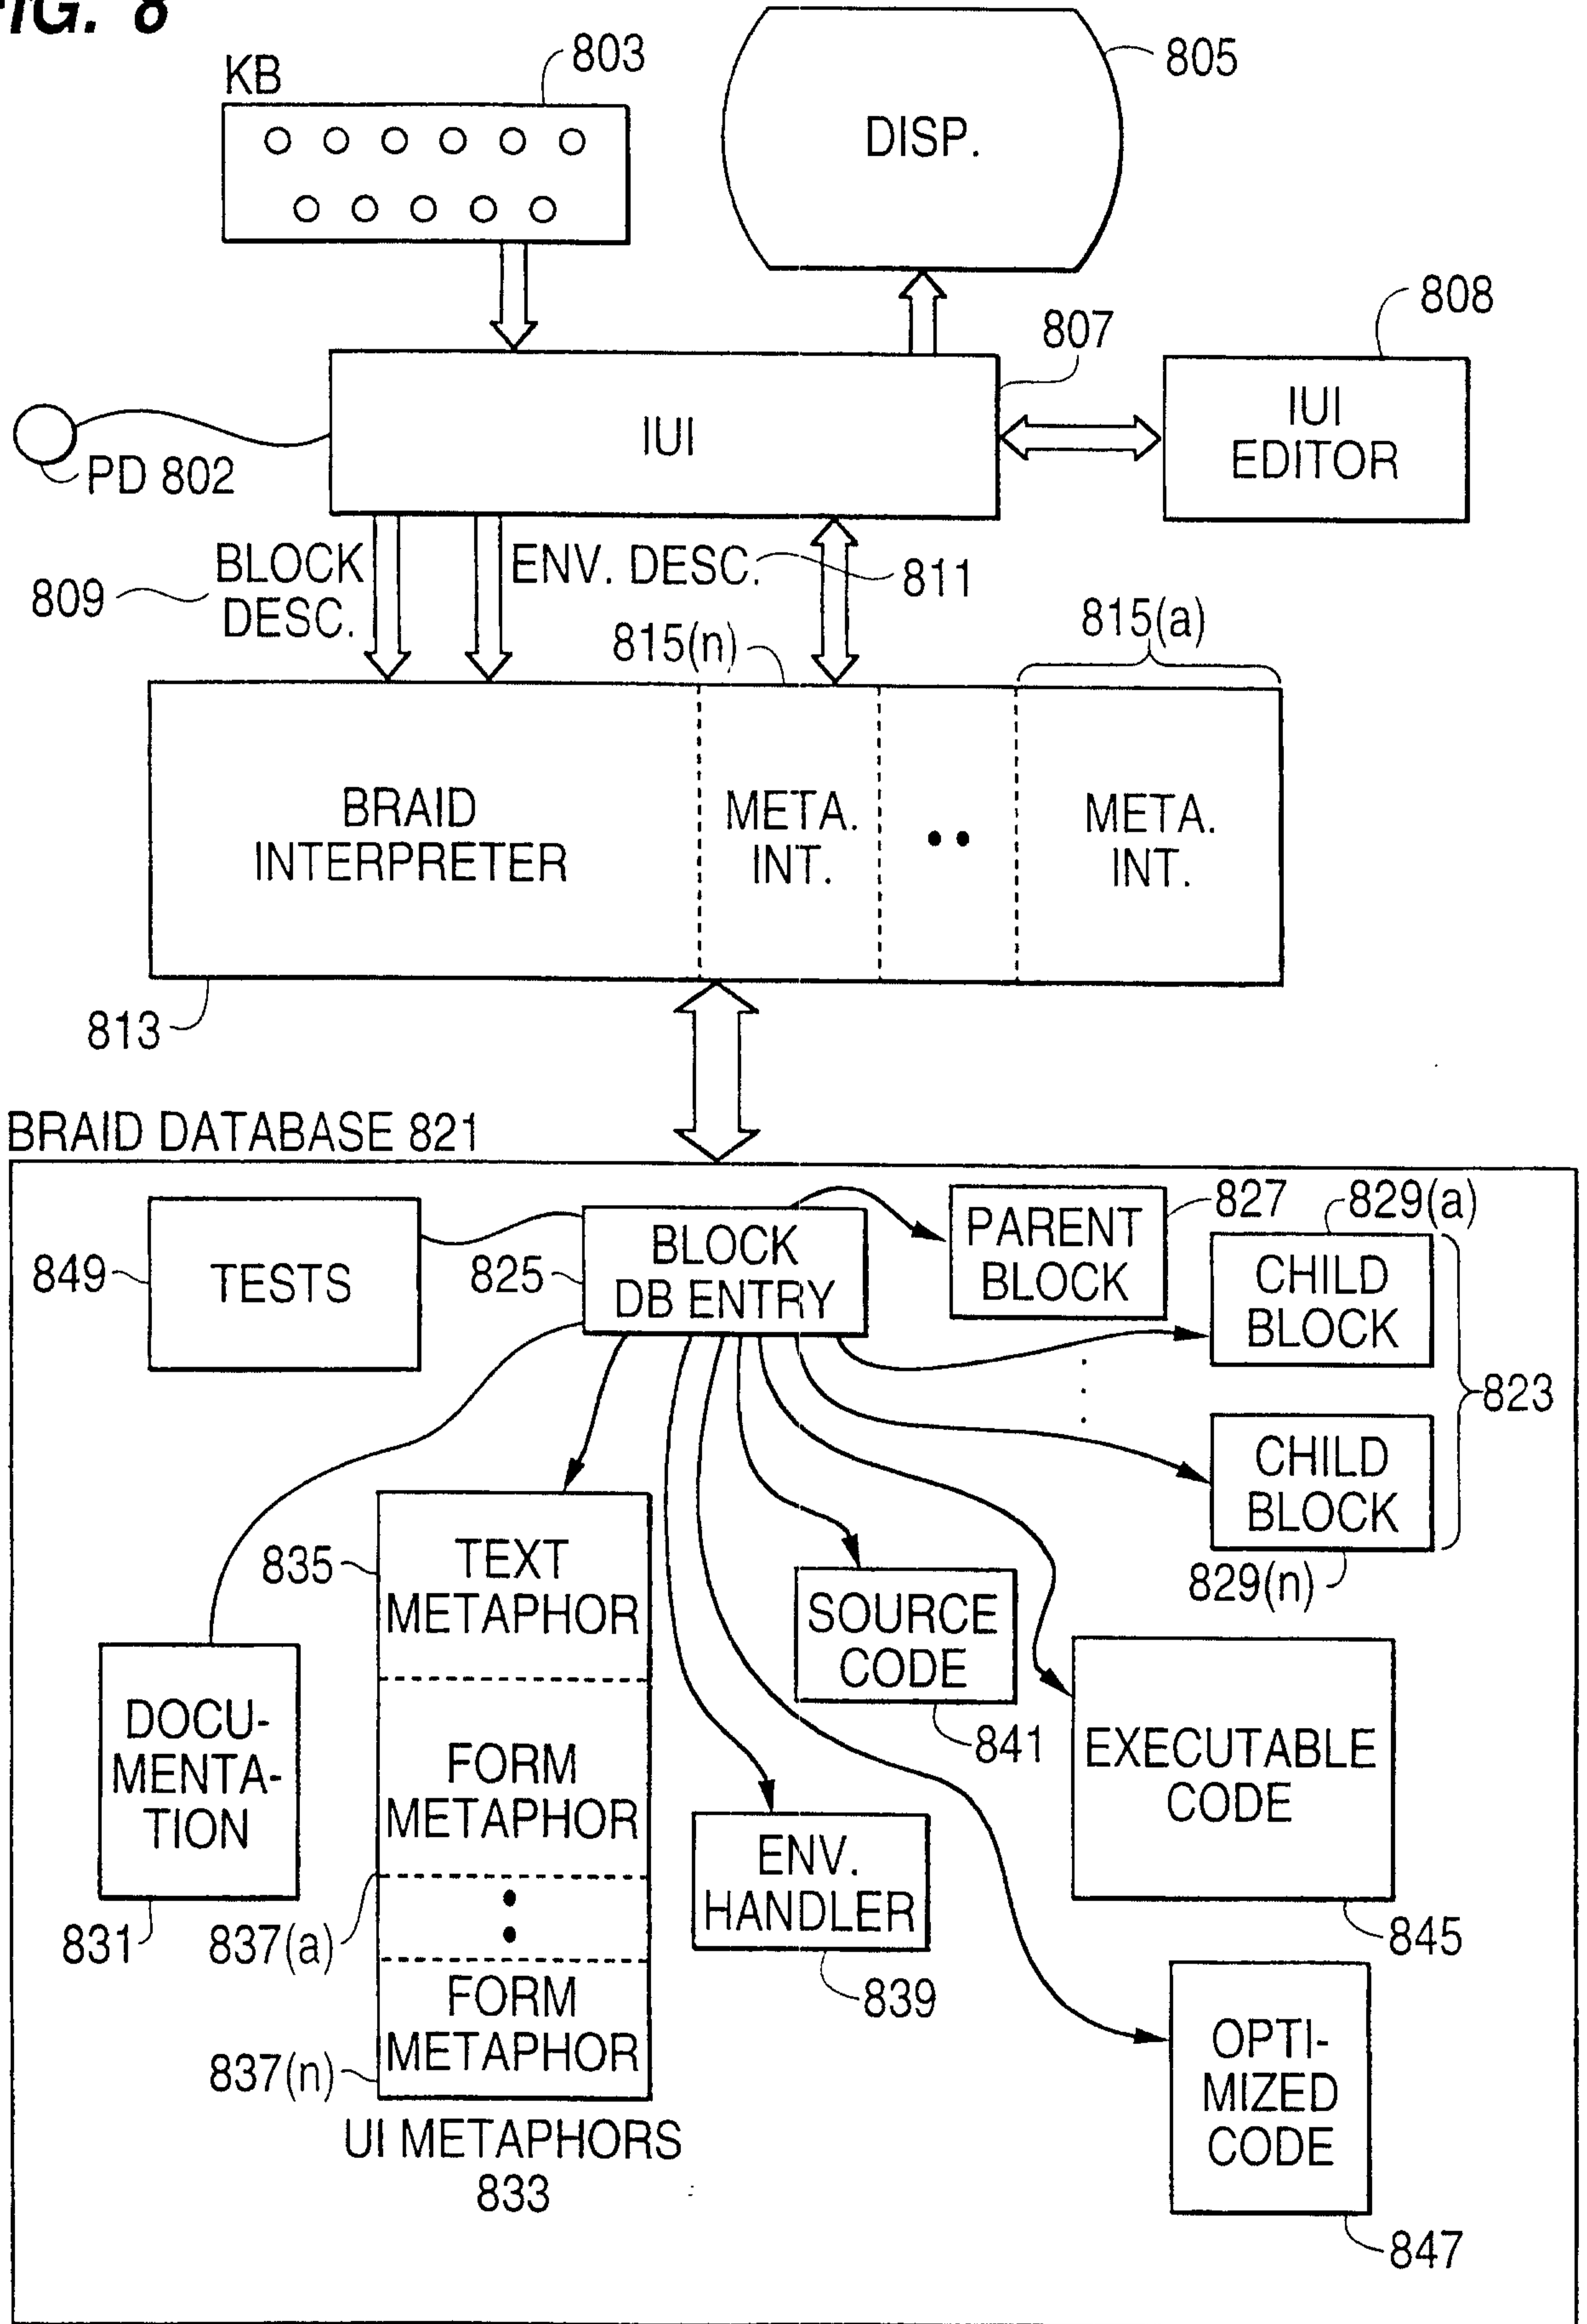 FIG. 8
KB
803
805
DISP.
808
807
IUI
IUI
EDITOR
PD 802
BLOCK
DESC.
809
ENV. DESC.
811
815(n)
815(a)
BRAID
INTERPRETER
META.
INT.
META.
INT.
813
BRAID DATABASE 821
849
TESTS
825
BLOCK
DB ENTRY
PARENT
BLOCK
827
829(a)
CHILD
BLOCK
823
CHILD
BLOCK
829(n)
835
TEXT
METAPHOR
SOURCE
CODE
841
DOCU-
MENTA-
TION
831
FORM
METAPHOR
837(a)
EXECUTABLE
CODE
845
ENV.
HANDLER
839
FORM
METAPHOR
837(n)
UI METAPHORS
833
OPTI-
MIZED
CODE
847